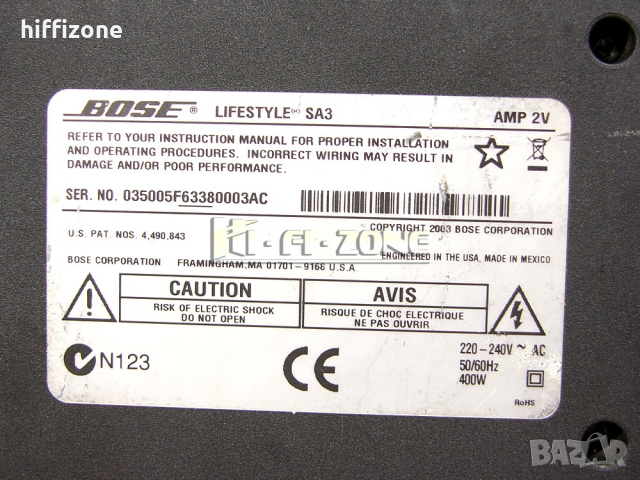 hiffizone
BOSE® LIFESTYLE® SA3 AMP 2V
REFER TO YOUR INSTRUCTION MANUAL FOR PROPER INSTALLATION
AND OPERATING PROCEDURES. INCORRECT WIRING MAY RESULT IN
DAMAGE AND/OR POOR PERFORMANCE.
SER. NO. 035005F63380003AC
COPYRIGHT 2003 BOSE CORPORATION
U.S. PAT NOS. 4,490,843
HI-FI-ZONE
ENGINEERED IN THE USA, MADE IN MEXICO
BOSE CORPORATION FRAMINGHAM, MA 01701-9168 U.S.A.
CAUTION
RISK OF ELECTRIC SHOCK
DO NOT OPEN
AVIS
RISQUE DE CHOC ELECTRIQUE
NE PAS OUVRIR
N123
CE
220-240V ~ AC
50/60Hz
400W
RoHS
BAZAR